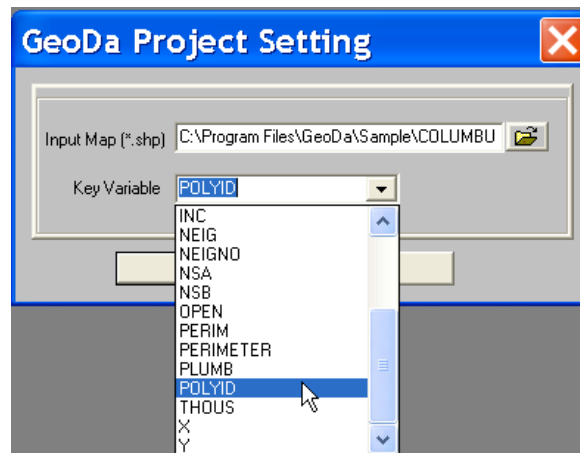 GeoDa Project Setting
Input Map (*.shp) C:\Program Files\GeoDa\Sample\COLUMBU
Key Variable POLYID
INC
NEIG
NEIGNO
NSA
NSB
OPEN
PERIM
PERIMETER
PLUMB
POLYID
THOUS
X
Y